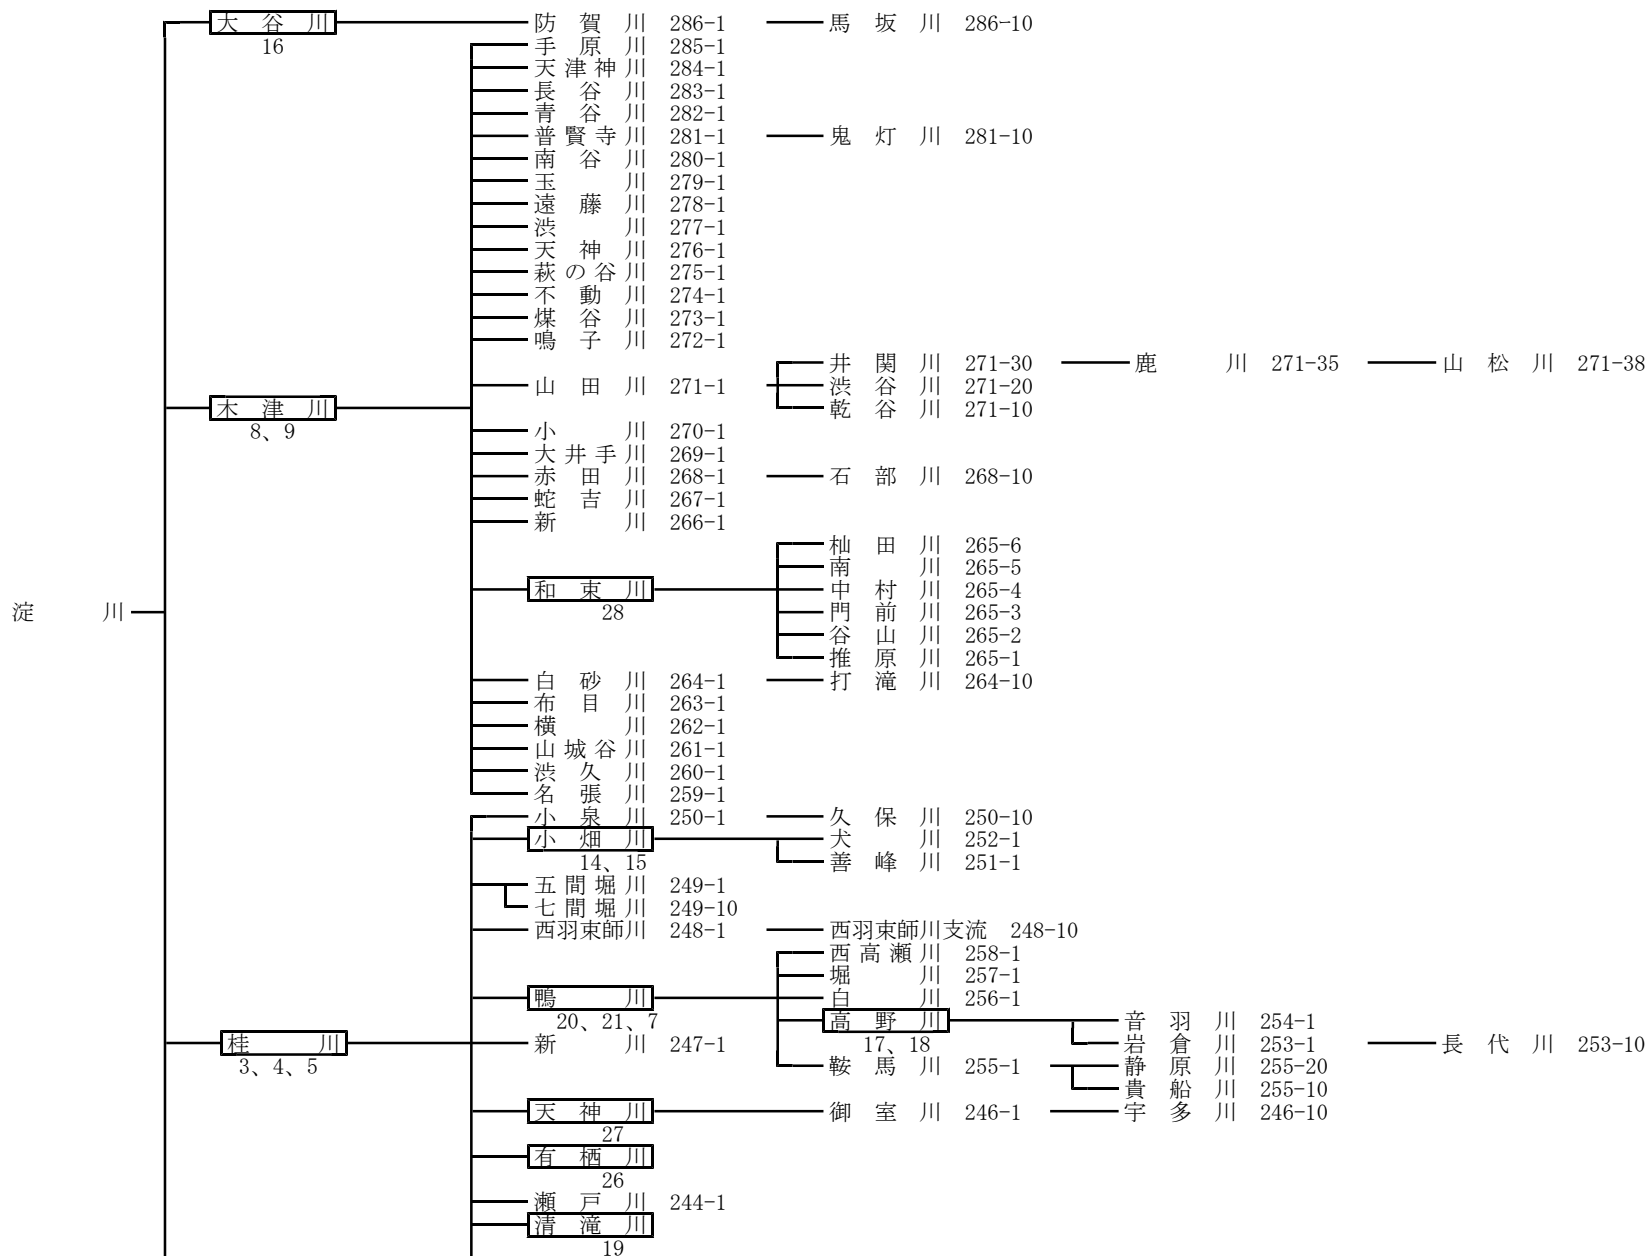 大谷川 防賀川 286-1 馬坂川 286-10
16 手原川 285-1
天津神川 284-1
長谷川 283-1
青谷川 282-1
普賢寺川 281-1 鬼灯川 281-10
南谷川 280-1
玉川 279-1
遠藤川 278-1
渋川 277-1
天神川 276-1
萩の谷川 275-1
不動川 274-1
煤谷川 273-1
鳴子川 272-1
井関川 271-30 鹿川 271-35 山松川 271-38
山田川 271-1 渋谷川 271-20
木津川 乾谷川 271-10
8、9 小川 270-1
大井手川 269-1
赤田川 268-1 石部川 268-10
蛇吉川 267-1
新川 266-1
杣田川 265-6
南川 265-5
和束川 中村川 265-4
淀川 28 門前川 265-3
谷山川 265-2
推原川 265-1
白砂川 264-1 打滝川 264-10
布目川 263-1
横川 262-1
山城谷川 261-1
渋久川 260-1
名張川 259-1
小泉川 250-1 久保川 250-10
小畑川 犬川 252-1
14、15 善峰川 251-1
五間堀川 249-1
七間堀川 249-10
西羽束師川 248-1 西羽束師川支流 248-10
西高瀬川 258-1
堀川 257-1
鴨川 白川 256-1
20、21、7 高野川 音羽川 254-1
桂川 新川 247-1 17、18 岩倉川 253-1 長代川 253-10
3、4、5 鞍馬川 255-1 静原川 255-20
貴船川 255-10
天神川 御室川 246-1 宇多川 246-10
27
有栖川
26
瀬戸川 244-1
清滝川
19